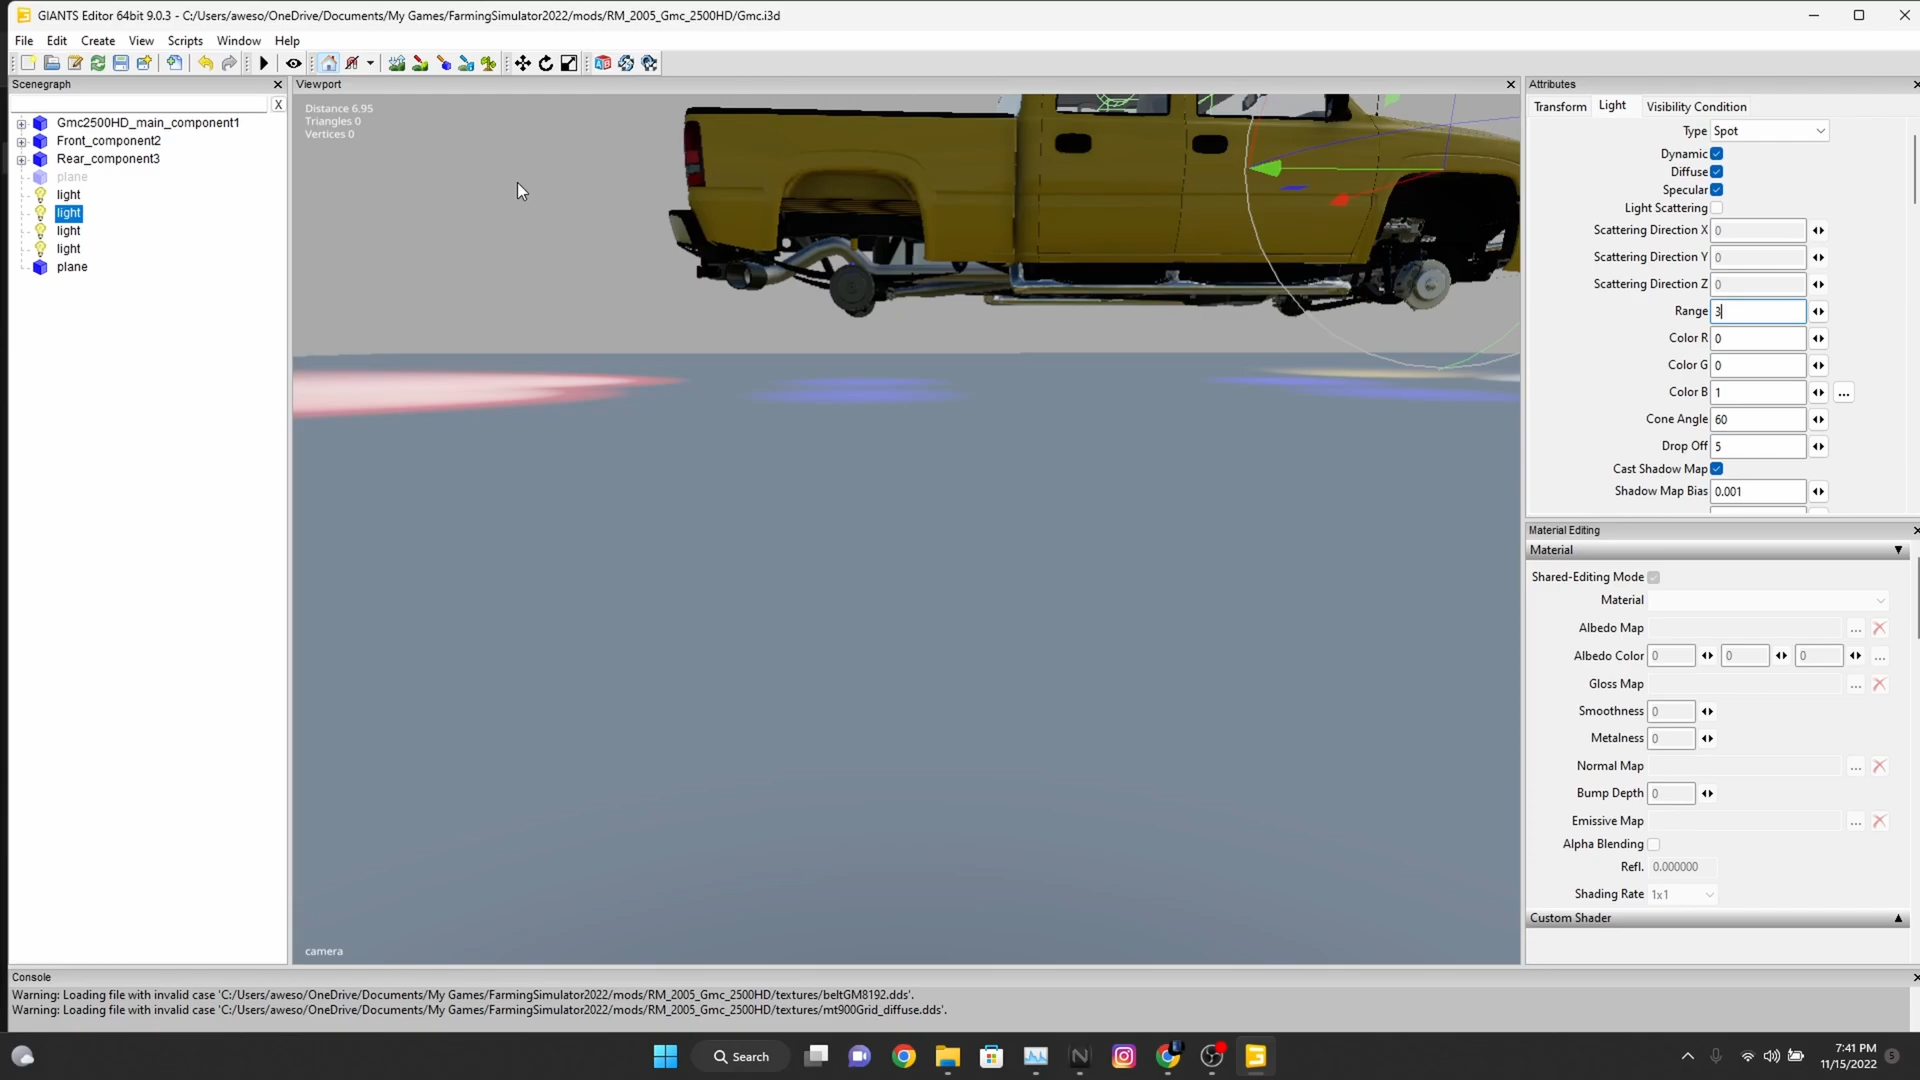 GIANTS Editor 64bit 9.0.3 - C:/Users/aweso/OneDrive/Documents/My Games/FarmingSimulator2022/mods/RM_2005_Gmc_2500HD/Gmc.i3d
File Edit Create View Scripts Window Help
Scenegraph
X
Gmc2500HD_main_component1
Front_component2
Rear_component3
plane
light
light
light
light
plane
Viewport
Distance 6.95
Triangles 0
Vertices 0
camera
Attributes
Transform Light Visibility Condition
Type Spot
Dynamic
Diffuse
Specular
Light Scattering
Scattering Direction X 0
Scattering Direction Y 0
Scattering Direction Z 0
Range 3
Color R 0
Color G 0
Color B 1 ...
Cone Angle 60
Drop Off 5
Cast Shadow Map
Shadow Map Bias 0.001
Material Editing
Material
Shared-Editing Mode
Material
Albedo Map ...
Albedo Color 0 0 0 ...
Gloss Map ...
Smoothness 0
Metalness 0
Normal Map ...
Bump Depth 0
Emissive Map ...
Alpha Blending
Refl. 0.000000
Shading Rate 1x1
Custom Shader
Console
Warning: Loading file with invalid case 'C:/Users/aweso/OneDrive/Documents/My Games/FarmingSimulator2022/mods/RM_2005_Gmc_2500HD/textures/beltGM8192.dds'.
Warning: Loading file with invalid case 'C:/Users/aweso/OneDrive/Documents/My Games/FarmingSimulator2022/mods/RM_2005_Gmc_2500HD/textures/mt900Grid_diffuse.dds'.
Search
7:41 PM
11/15/2022
5